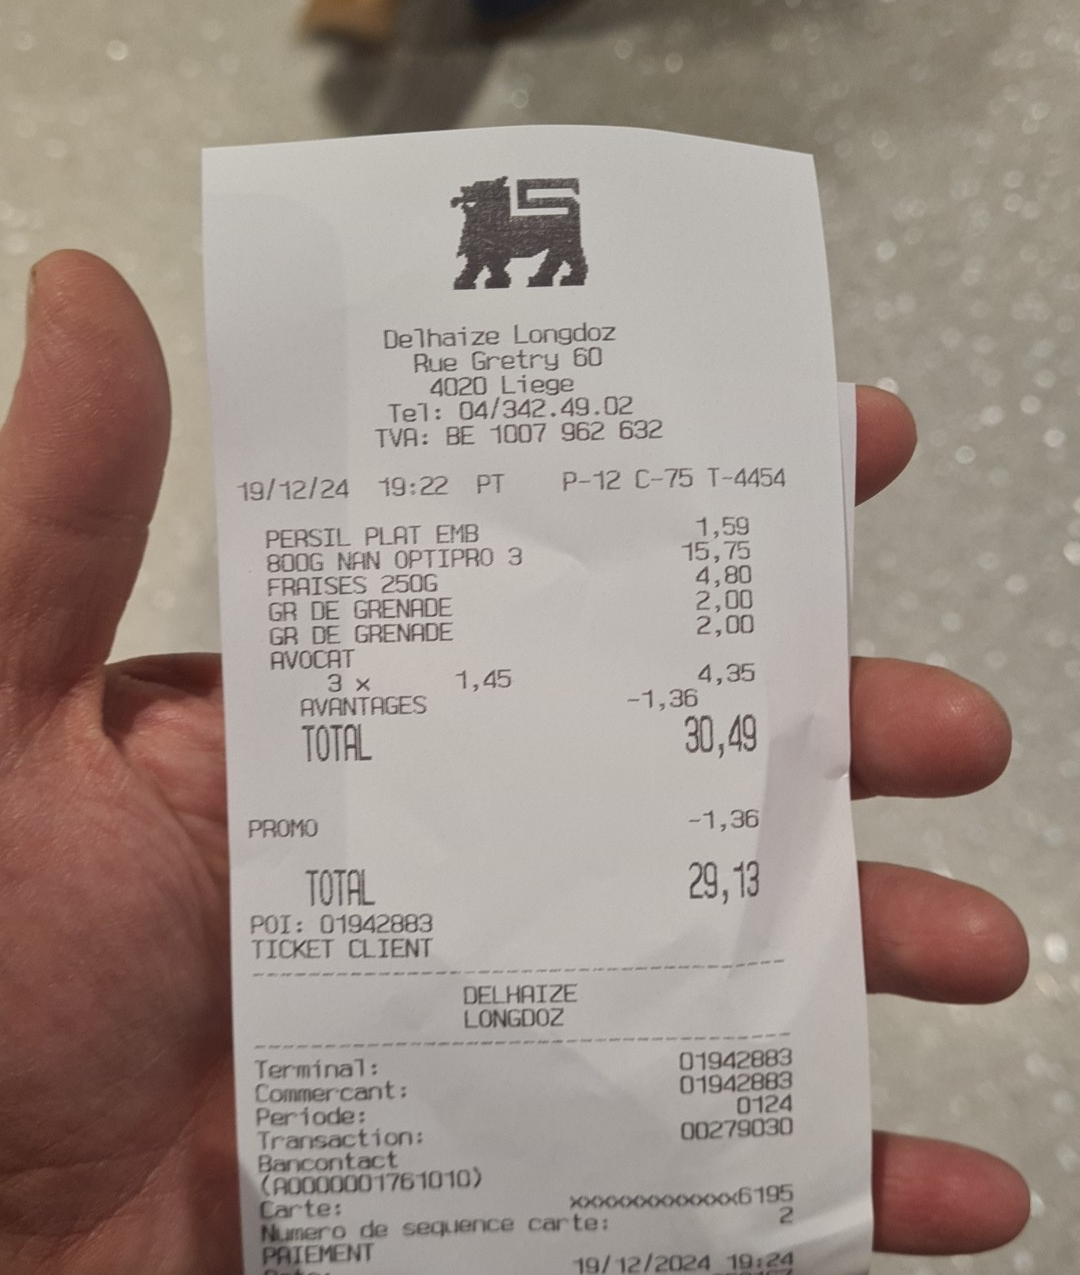 Delhaize Longdoz
Rue Gretry 60
4020 Liege
Tel: 04/342.49.02
TVA: BE 1007 962 632
19/12/24 19:22 PT P-12 C-75 T-4454
PERSIL PLAT EMB 1,59
800G NAN OPTIPRO 3 15,75
FRAISES 250G 4,80
GR DE GRENADE 2,00
GR DE GRENADE 2,00
AVOCAT
3 x 1,45 4,35
AVANTAGES -1,36
TOTAL 30,49
PROMO -1,36
TOTAL 29,13
POI: 01942883
TICKET CLIENT
DELHAIZE
LONGDOZ
Terminal: 01942883
Commercant: 01942883
Periode: 0124
Transaction: 00279030
Bancontact
(A0000001761010)
Carte: xxxxxxxxxxxx6195
Numero de sequence carte: 2
PAIEMENT
19/12/2024 19:24